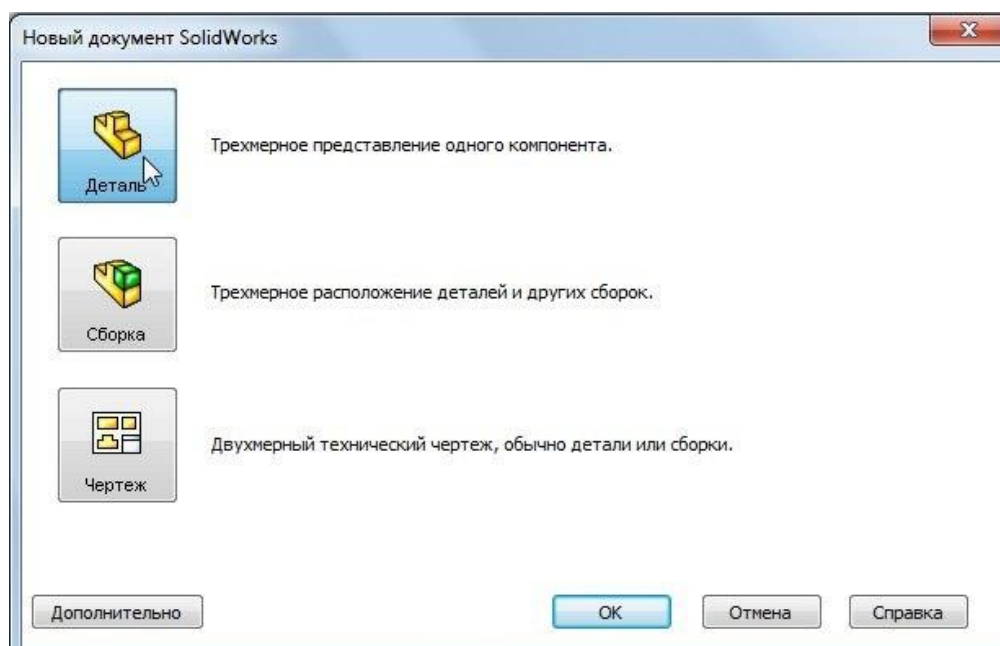 Новый документ SolidWorks
Деталь
Трехмерное представление одного компонента.
Сборка
Трехмерное расположение деталей и других сборок.
Чертеж
Двухмерный технический чертеж, обычно детали или сборки.
Дополнительно
OK
Отмена
Справка